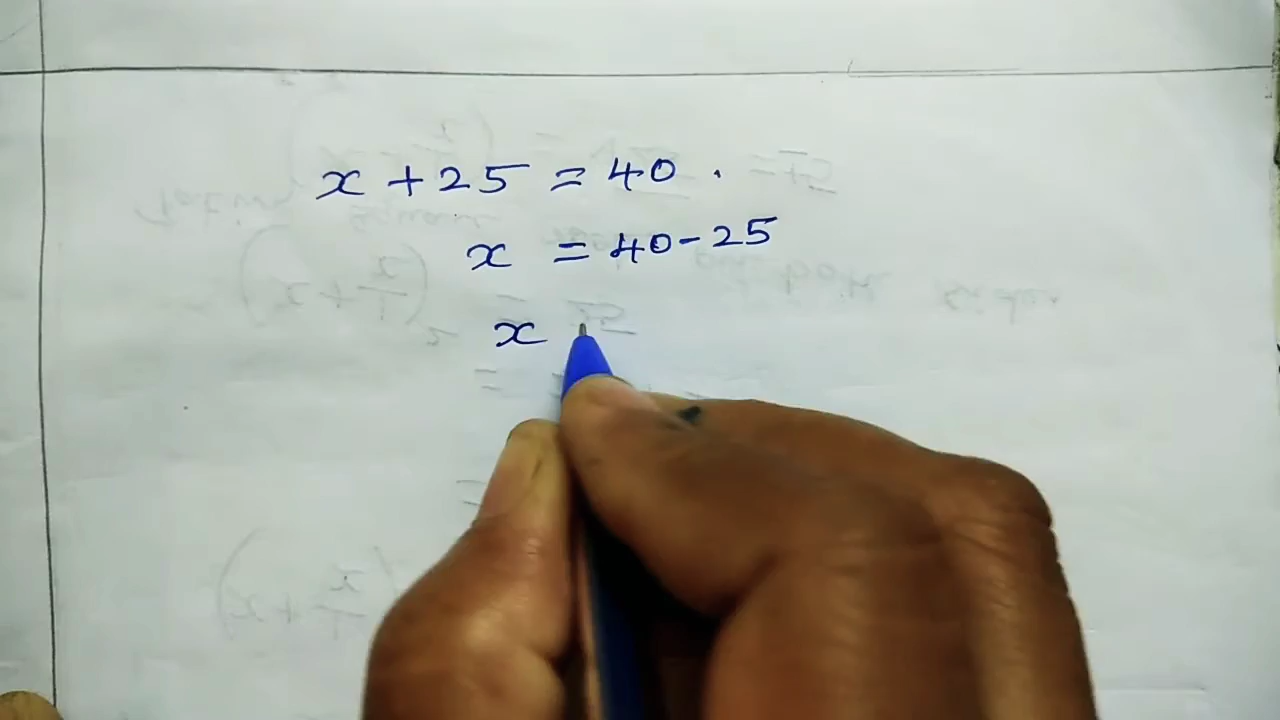 x + 25 = 40 .
x = 40 - 25
x